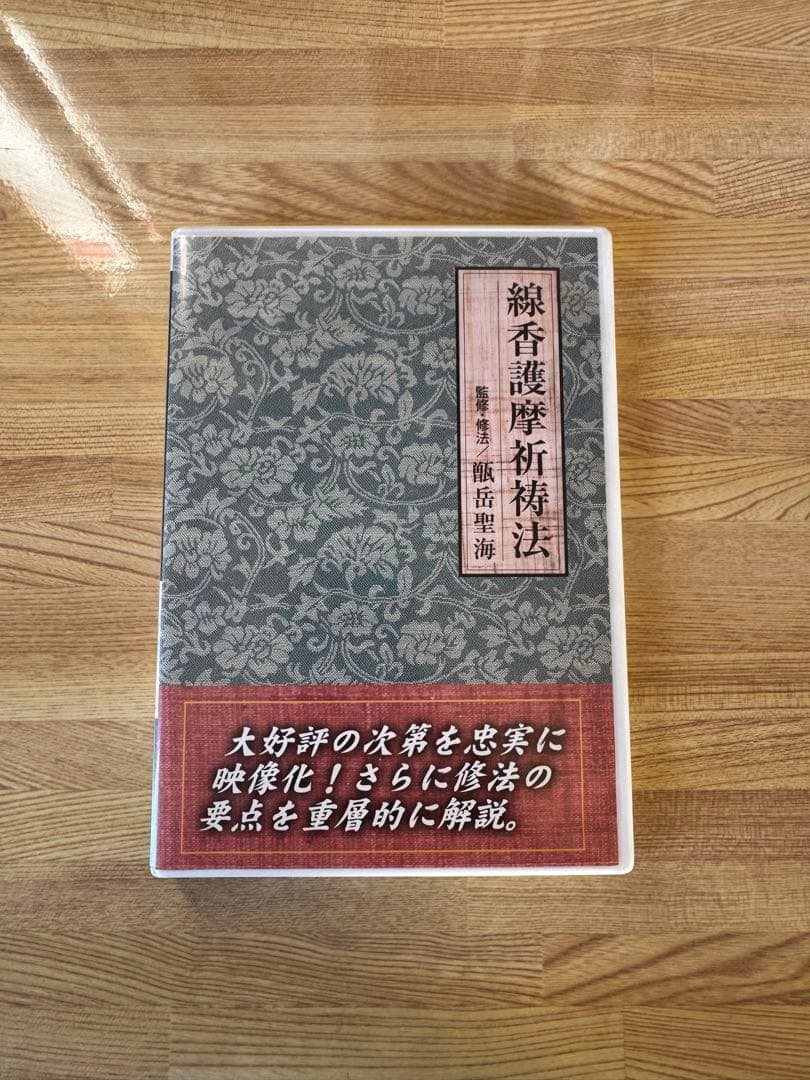 線香護摩祈祷法
監修・修法／甑岳聖海
大好評の次第を忠実に
映像化！さらに修法の
要点を重層的に解説。